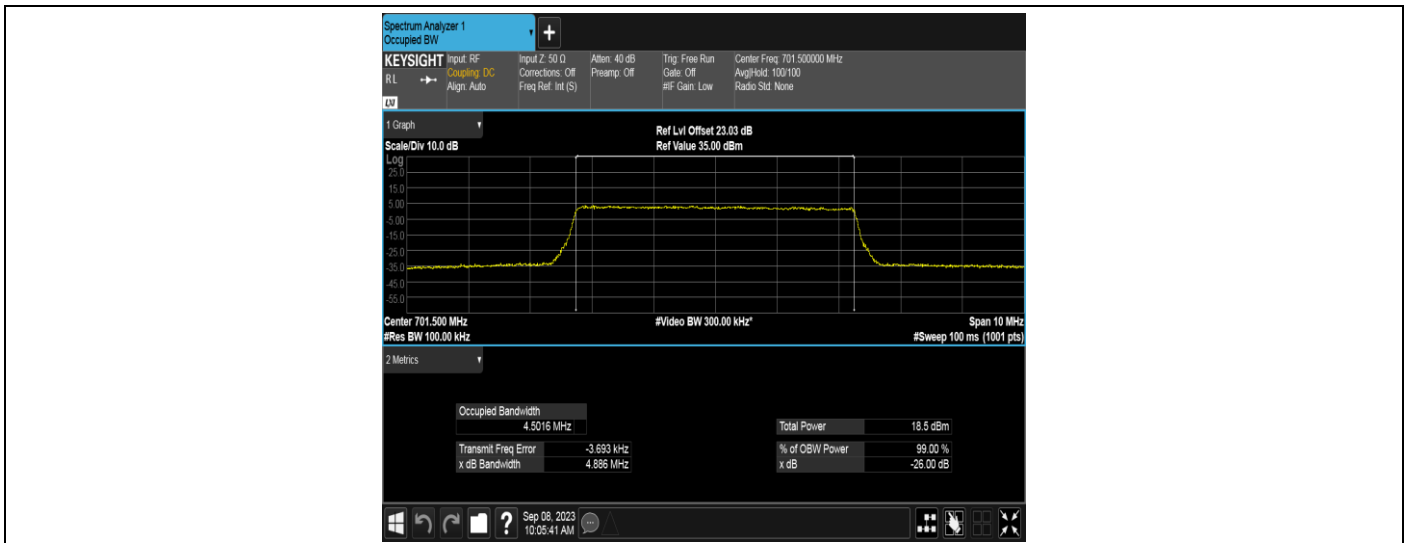 Spectrum Analyzer 1
Occupied BW
+
KEYSIGHT Input: RF Input Z: 50 Ω Atten: 40 dB Trig: Free Run Center Freq: 701.500000 MHz
RL Coupling: DC Corrections: Off Preamp: Off Gate: Off Avg|Hold: 100/100
Align: Auto Freq Ref: Int (S) #IF Gain: Low Radio Std: None
LXI
1 Graph Ref Lvl Offset 23.03 dB
Scale/Div 10.0 dB Ref Value 35.00 dBm
Log
25.0
15.0
5.00
-5.00
-15.0
-25.0
-35.0
-45.0
-55.0
Center 701.500 MHz #Video BW 300.00 kHz* Span 10 MHz
#Res BW 100.00 kHz #Sweep 100 ms (1001 pts)
2 Metrics
Occupied Bandwidth
4.5016 MHz Total Power 18.5 dBm
Transmit Freq Error -3.693 kHz % of OBW Power 99.00 %
x dB Bandwidth 4.886 MHz x dB -26.00 dB
? Sep 08, 2023
10:05:41 AM